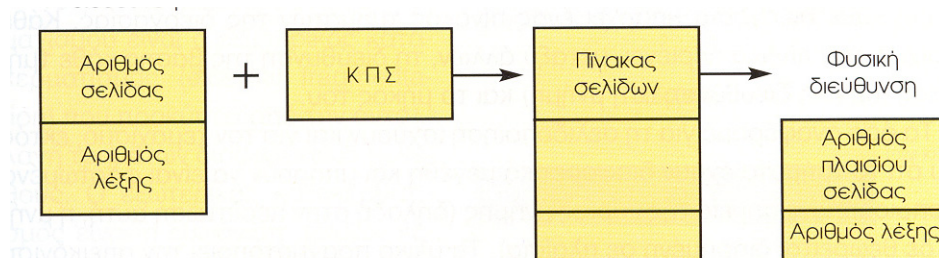 Αριθμός
σελίδας
+
Κ Π Σ
Πίνακας
σελίδων
Φυσική
διεύθυνση
Αριθμός
λέξης
Αριθμός
πλαισίου
σελίδας
Αριθμός λέξης